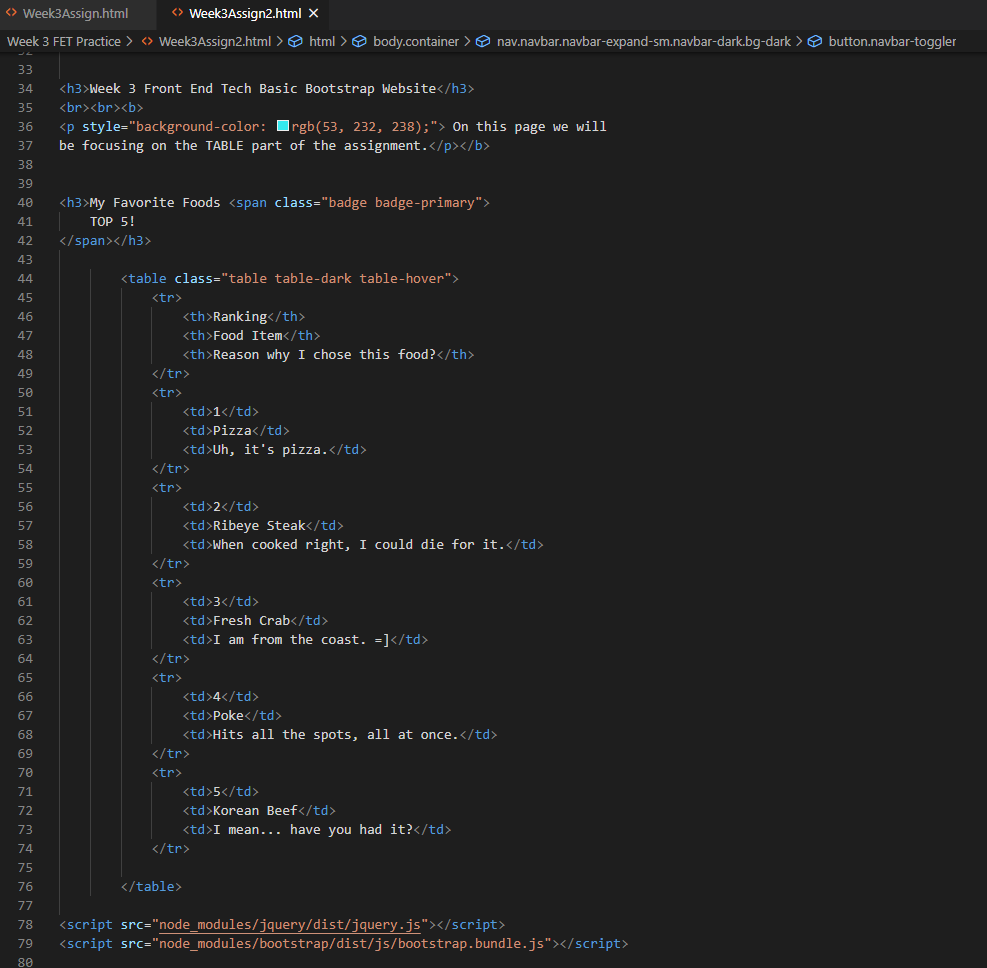 Week3Assign.html
Week3Assign2.html
Week 3 FET Practice > Week3Assign2.html > html > body.container > nav.navbar.navbar-expand-sm.navbar-dark.bg-dark > button.navbar-toggler
33
34 <h3>Week 3 Front End Tech Basic Bootstrap Website</h3>
35 <br><br><b>
36 <p style="background-color: rgb(53, 232, 238);"> On this page we will
37 be focusing on the TABLE part of the assignment.</p></b>
38
39
40 <h3>My Favorite Foods <span class="badge badge-primary">
41 TOP 5!
42 </span></h3>
43
44 <table class="table table-dark table-hover">
45 <tr>
46 <th>Ranking</th>
47 <th>Food Item</th>
48 <th>Reason why I chose this food?</th>
49 </tr>
50 <tr>
51 <td>1</td>
52 <td>Pizza</td>
53 <td>Uh, it's pizza.</td>
54 </tr>
55 <tr>
56 <td>2</td>
57 <td>Ribeye Steak</td>
58 <td>When cooked right, I could die for it.</td>
59 </tr>
60 <tr>
61 <td>3</td>
62 <td>Fresh Crab</td>
63 <td>I am from the coast. =]</td>
64 </tr>
65 <tr>
66 <td>4</td>
67 <td>Poke</td>
68 <td>Hits all the spots, all at once.</td>
69 </tr>
70 <tr>
71 <td>5</td>
72 <td>Korean Beef</td>
73 <td>I mean... have you had it?</td>
74 </tr>
75
76 </table>
77
78 <script src="node_modules/jquery/dist/jquery.js"></script>
79 <script src="node_modules/bootstrap/dist/js/bootstrap.bundle.js"></script>
80